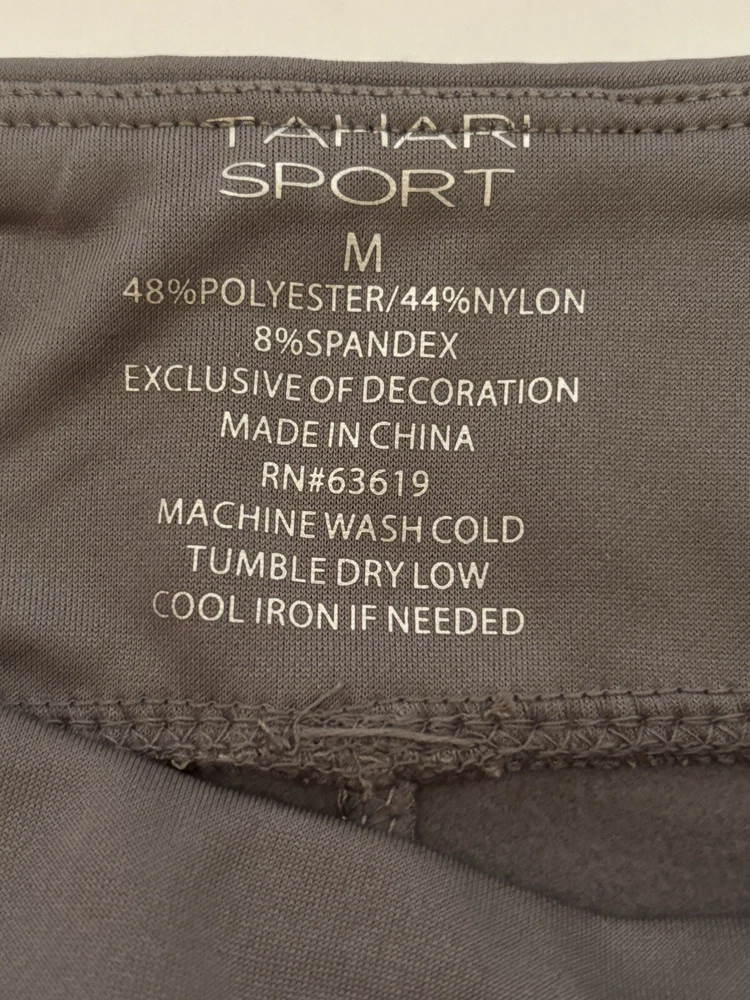 TAHARI
SPORT
M
48%POLYESTER/44%NYLON
8%SPANDEX
EXCLUSIVE OF DECORATION
MADE IN CHINA
RN#63619
MACHINE WASH COLD
TUMBLE DRY LOW
COOL IRON IF NEEDED